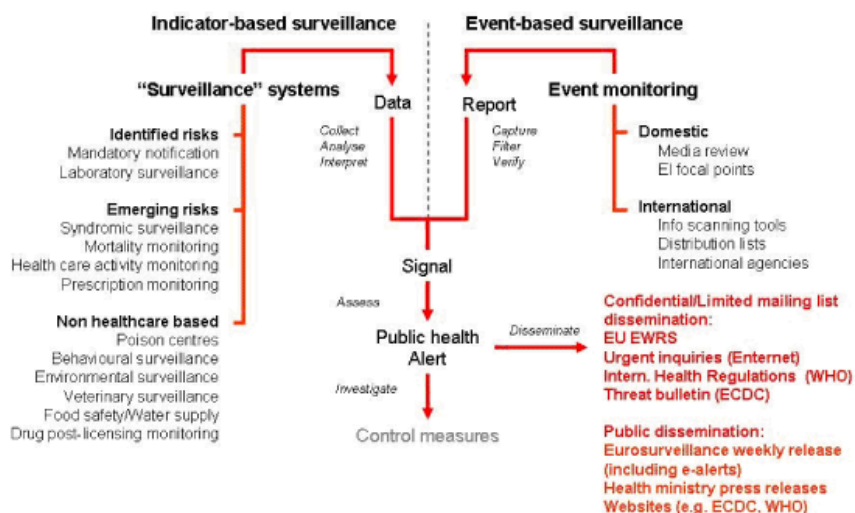 Indicator-based surveillance
Event-based surveillance
“Surveillance” systems
Data
Report
Event monitoring
Collect
Analyse
Interpret
Capture
Filter
Verify
Identified risks
Mandatory notification
Laboratory surveillance
Emerging risks
Syndromic surveillance
Mortality monitoring
Health care activity monitoring
Prescription monitoring
Non healthcare based
Poison centres
Behavioural surveillance
Environmental surveillance
Veterinary surveillance
Food safety/Water supply
Drug post-licensing monitoring
Domestic
Media review
EI focal points
International
Info scanning tools
Distribution lists
International agencies
Signal
Assess
Public health
Alert
Disseminate
Investigate
Control measures
Confidential/Limited mailing list
dissemination:
EU EWRS
Urgent inquiries (Enternet)
Intern. Health Regulations (WHO)
Threat bulletin (ECDC)
Public dissemination:
Eurosurveillance weekly release
(including e-alerts)
Health ministry press releases
Websites (e.g. ECDC, WHO)